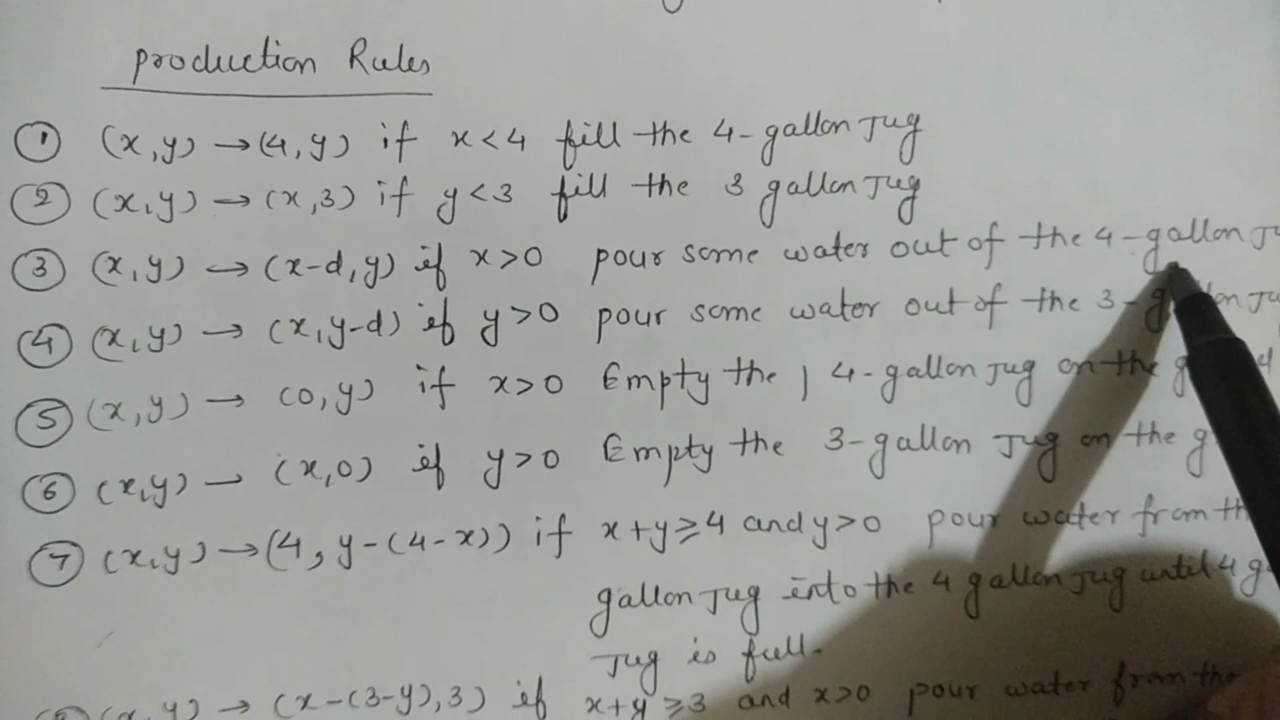 production Rules
① (x,y) → (4,y) if x<4 fill the 4-gallon Jug
② (x,y) → (x,3) if y<3 fill the 3 gallon Jug
③ (x,y) → (x-d,y) if x>0 pour some water out of the 4-gallon
④ (x,y) → (x,y-d) if y>0 pour some water out of the 3-
⑤ (x,y) → (0,y) if x>0 Empty the | 4-gallon Jug on the
⑥ (x,y) → (x,0) if y>0 Empty the 3-gallon Jug on the
⑦ (x,y) → (4, y-(4-x)) if x+y≥4 and y>0 pour water from
gallon Jug into the 4 gallon Jug until 4
Jug is full.
(x,y) → (x-(3-y),3) if x+y≥3 and x>0 pour water from the